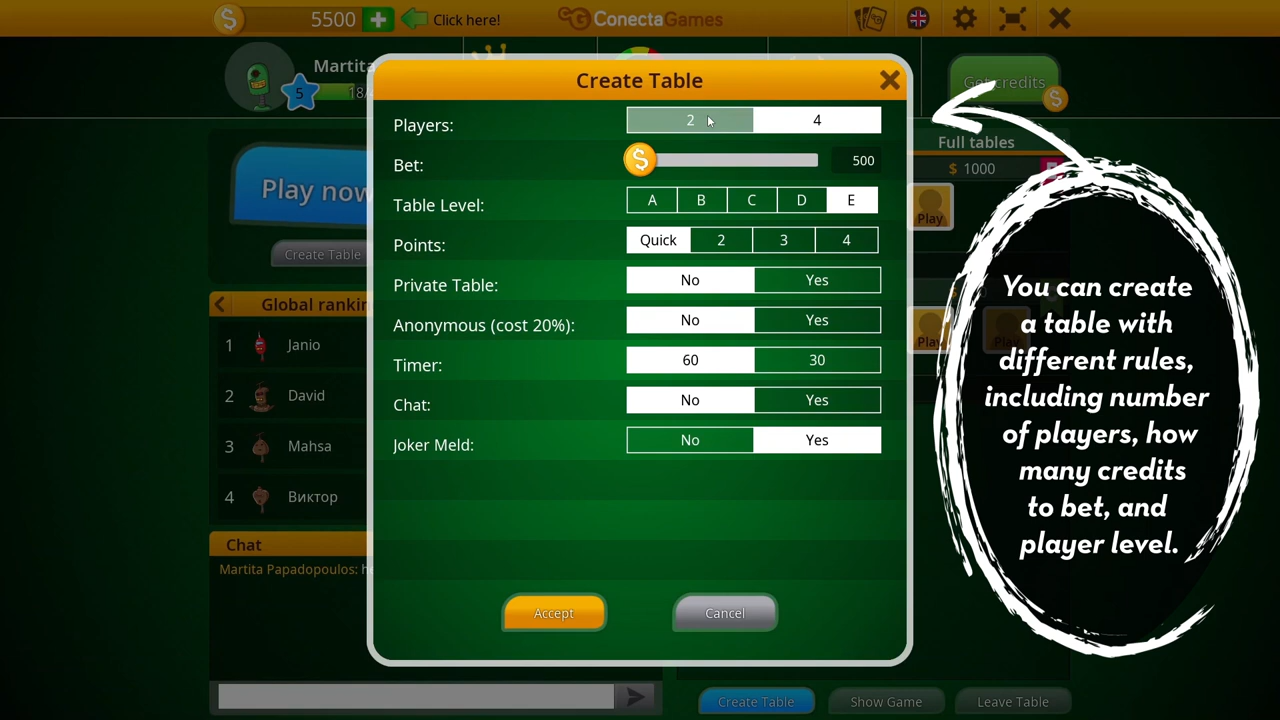 5500
Click here!
ConectaGames
Martita
5
18/
Get credits
Create Table
Players:
2
4
Bet:
500
Table Level:
A
B
C
D
E
Points:
Quick
2
3
4
Private Table:
No
Yes
Anonymous (cost 20%):
No
Yes
Timer:
60
30
Chat:
No
Yes
Joker Meld:
No
Yes
Accept
Cancel
Play now
Create Table
Global rankin
1 Janio
2 David
3 Mahsa
4 Виктор
Chat
Martita Papadopoulos: he
Full tables
$ 1000
Play
Play
Play
You can create
a table with
different rules,
including number
of players, how
many credits
to bet, and
player level.
Create Table
Show Game
Leave Table